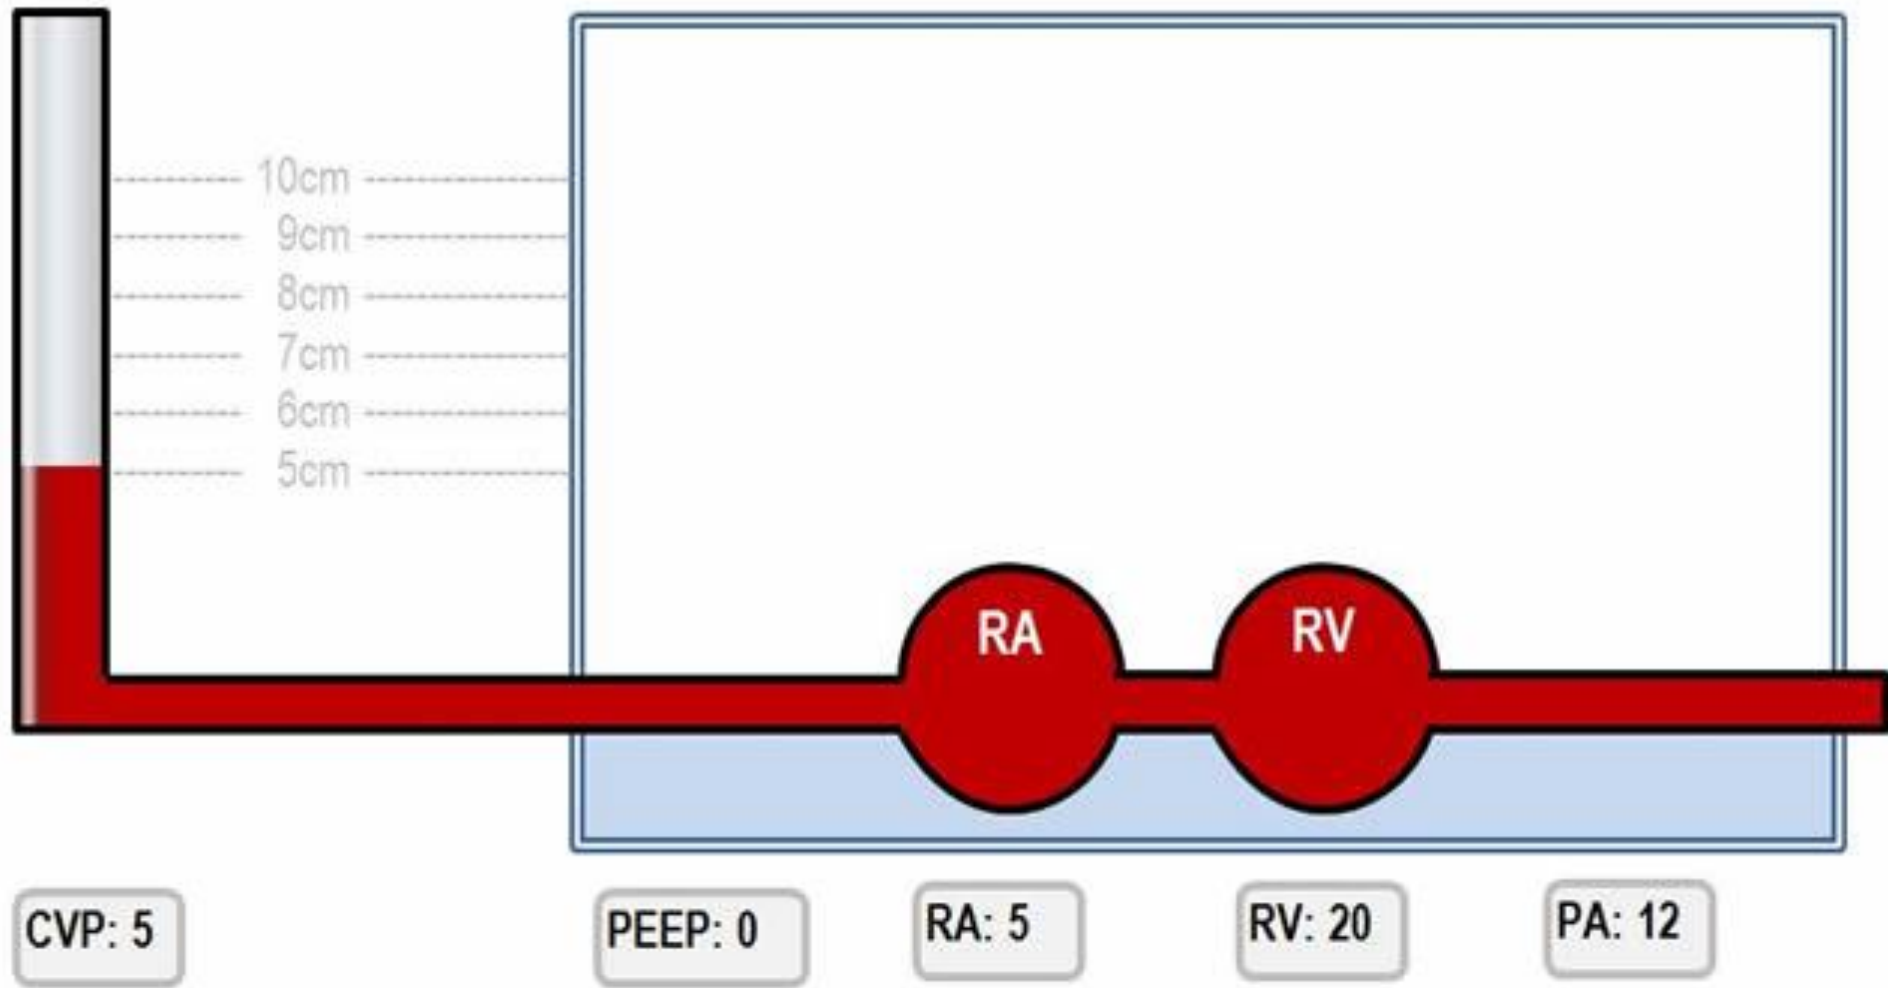 10cm
9cm
8cm
7cm
6cm
5cm
RA
RV
CVP: 5
PEEP: 0
RA: 5
RV: 20
PA: 12